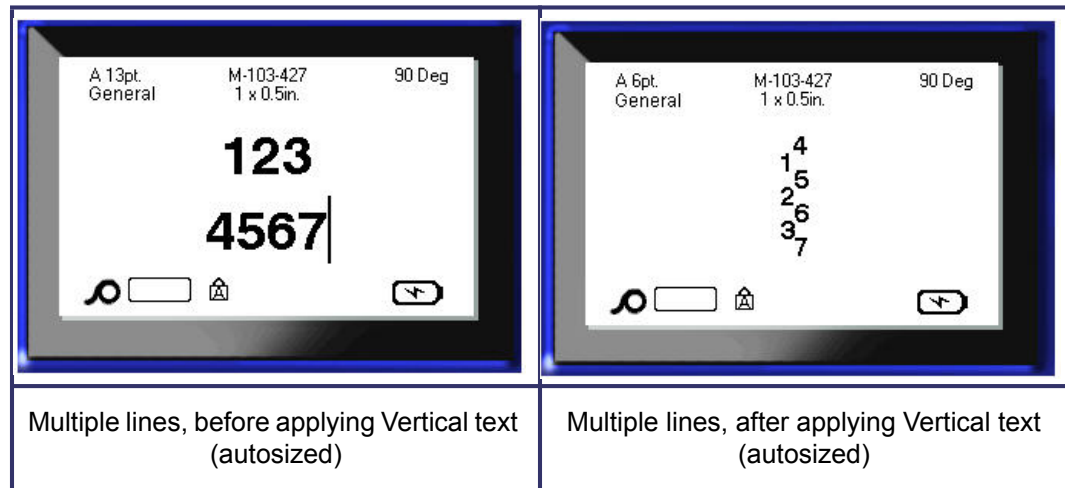 A 13pt. M-103-427 90 Deg
General 1 x 0.5in.
123
4567
A
Multiple lines, before applying Vertical text
(autosized)
A 6pt. M-103-427 90 Deg
General 1 x 0.5in.
4
1
5
2
6
3
7
A
Multiple lines, after applying Vertical text
(autosized)